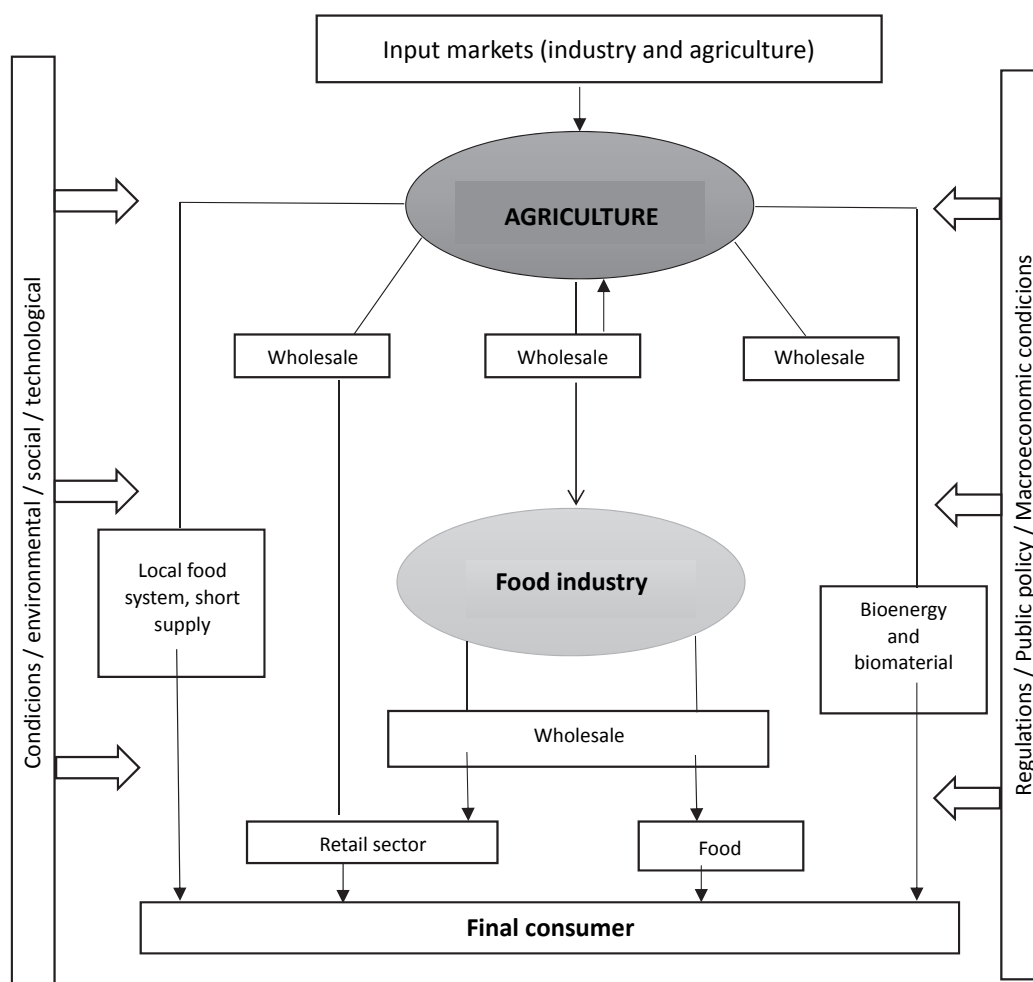 Input markets (industry and agriculture)
Condicions / environmental / social / technological
Regulations / Public policy / Macroeconomic condicions
AGRICULTURE
Wholesale
Wholesale
Wholesale
Local food
system, short
supply
Food industry
Bioenergy
and
biomaterial
Wholesale
Retail sector
Food
Final consumer